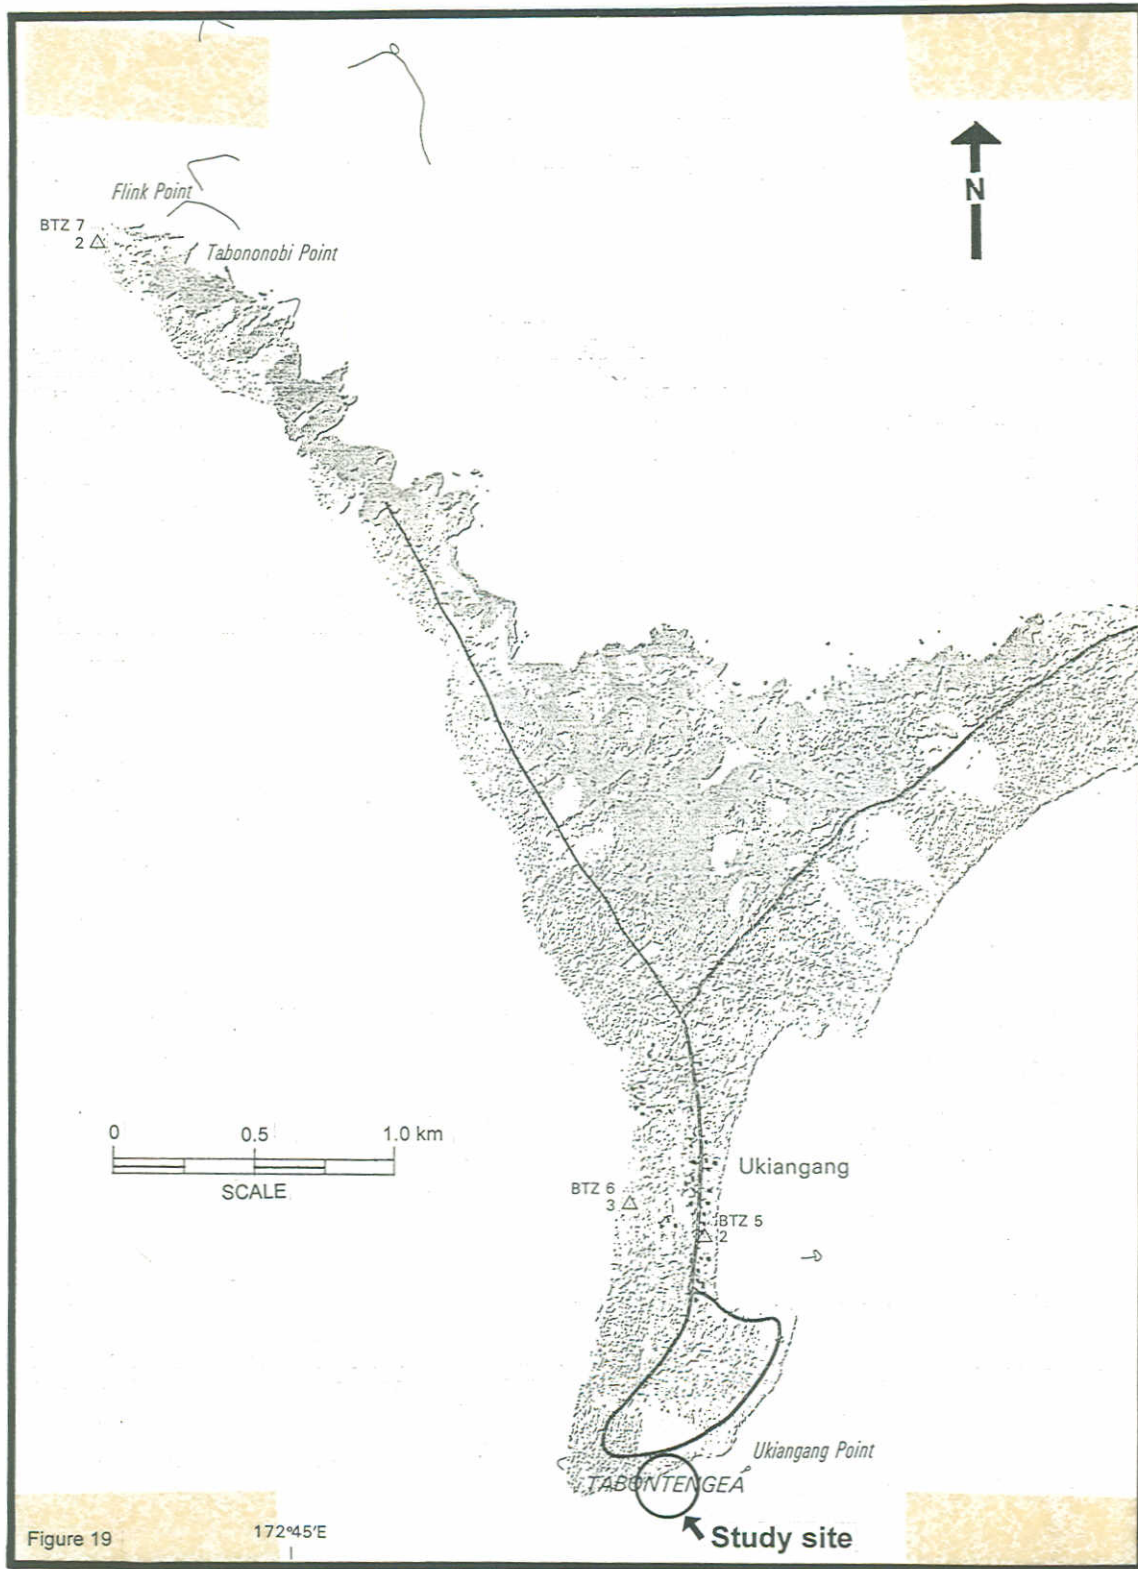 N
Flink Point
BTZ 7
2
Tabononobi Point
0 0.5 1.0 km
SCALE
Ukiangang
BTZ 6
3
BTZ 5
2
Ukiangang Point
TABONTENGEA
Study site
Figure 19
172°45'E